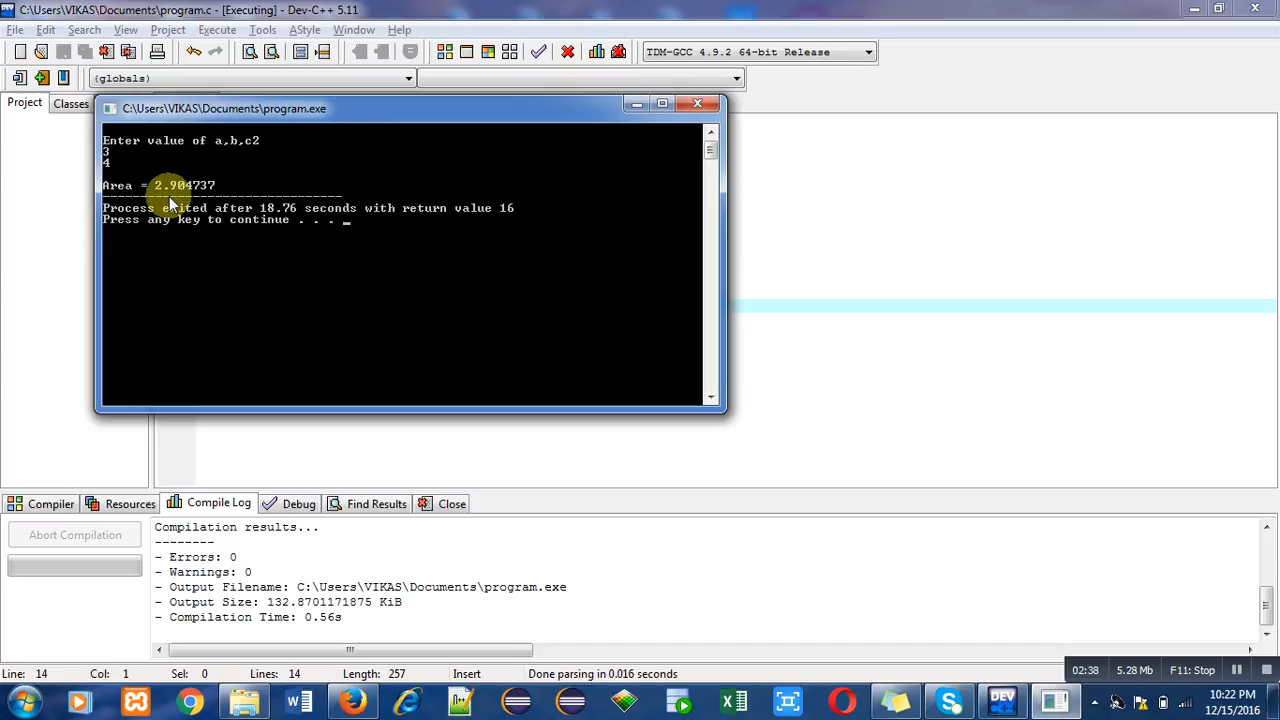 C:\Users\VIKAS\Documents\program.c - [Executing] - Dev-C++ 5.11
File Edit Search View Project Execute Tools AStyle Window Help
TDM-GCC 4.9.2 64-bit Release
(globals)
Project Classes
C:\Users\VIKAS\Documents\program.exe
Enter value of a,b,c2
3
4
Area = 2.904737
--------------------------------
Process exited after 18.76 seconds with return value 16
Press any key to continue . . . _
Compiler Resources Compile Log Debug Find Results Close
Abort Compilation
Compilation results...
--------
- Errors: 0
- Warnings: 0
- Output Filename: C:\Users\VIKAS\Documents\program.exe
- Output Size: 132.8701171875 KiB
- Compilation Time: 0.56s
Line: 14 Col: 1 Sel: 0 Lines: 14 Length: 257 Insert Done parsing in 0.016 seconds
02:38 5.28 Mb F11: Stop
DEV
10:22 PM
12/15/2016